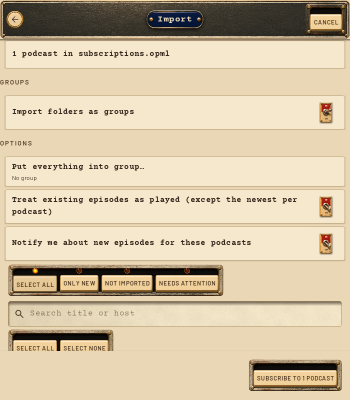 Import
CANCEL
1 podcast in subscriptions.opml
GROUPS
Import folders as groups
OPTIONS
Put everything into group…
No group
Treat existing episodes as played (except the newest per
podcast)
Notify me about new episodes for these podcasts
SELECT ALL
ONLY NEW
NOT IMPORTED
NEEDS ATTENTION
Search title or host
SELECT ALL
SELECT NONE
SUBSCRIBE TO 1 PODCAST